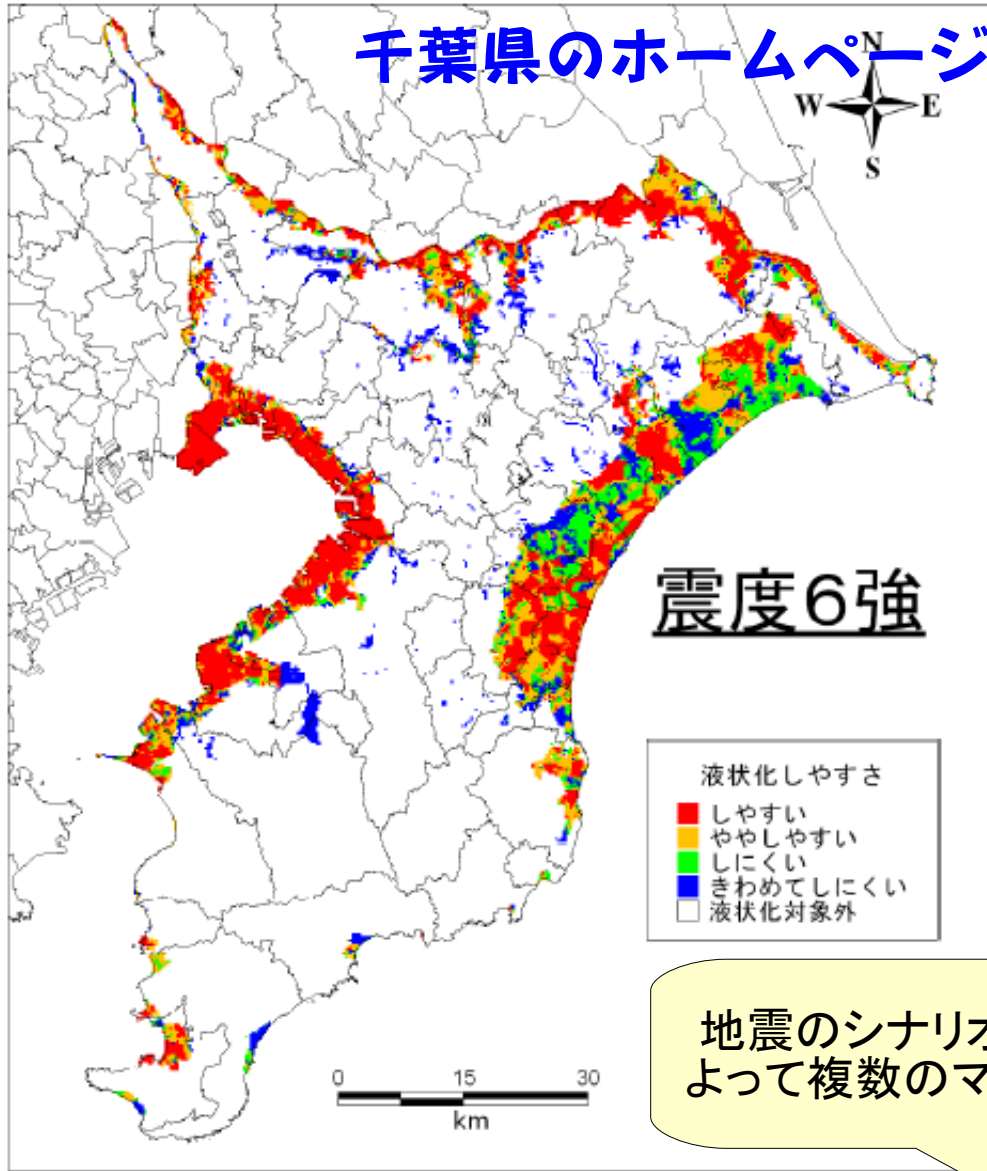 千葉県のホームページ
N
W E
S
震度6強
液状化しやすさ
しやすい
ややしやすい
しにくい
きわめてしにくい
液状化対象外
地震のシナリオ
よって複数のマ
0 15 30
km